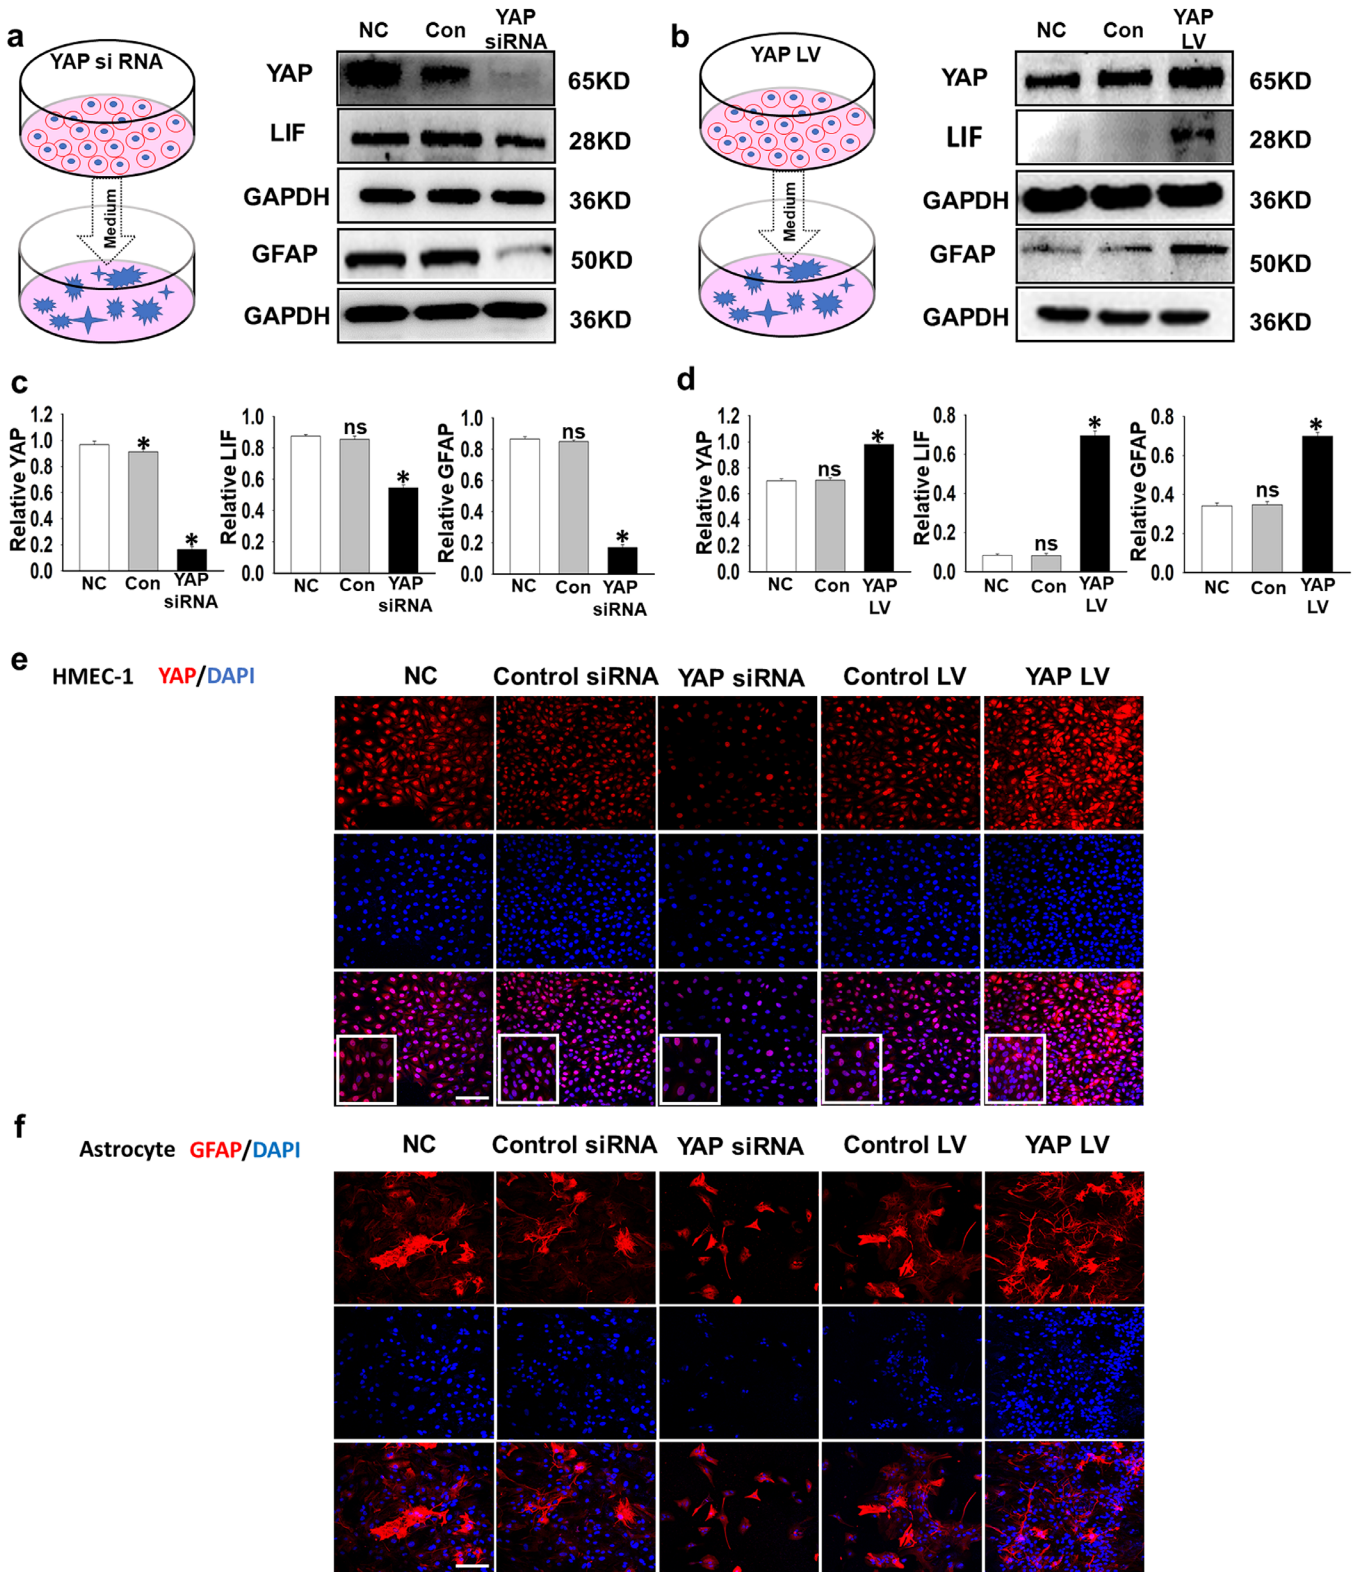 a
YAP si RNA
Medium
NC Con YAP siRNA
YAP 65KD
LIF 28KD
GAPDH 36KD
GFAP 50KD
GAPDH 36KD
b
YAP LV
Medium
NC Con YAP LV
YAP 65KD
LIF 28KD
GAPDH 36KD
GFAP 50KD
GAPDH 36KD
c
Relative YAP
1.2
1.0
0.8
0.6
0.4
0.2
0.0
* *
NC Con YAP siRNA
Relative LIF
1.0
0.8
0.6
0.4
0.2
0.0
ns *
NC Con YAP siRNA
Relative GFAP
1.0
0.8
0.6
0.4
0.2
0.0
ns *
NC Con YAP siRNA
d
Relative YAP
1.2
1.0
0.8
0.6
0.4
0.2
0.0
ns *
NC Con YAP LV
Relative LIF
0.8
0.6
0.4
0.2
0.0
ns *
NC Con YAP LV
Relative GFAP
0.8
0.6
0.4
0.2
0.0
ns *
NC Con YAP LV
e
HMEC-1 YAP/DAPI
NC Control siRNA YAP siRNA Control LV YAP LV
f
Astrocyte GFAP/DAPI
NC Control siRNA YAP siRNA Control LV YAP LV